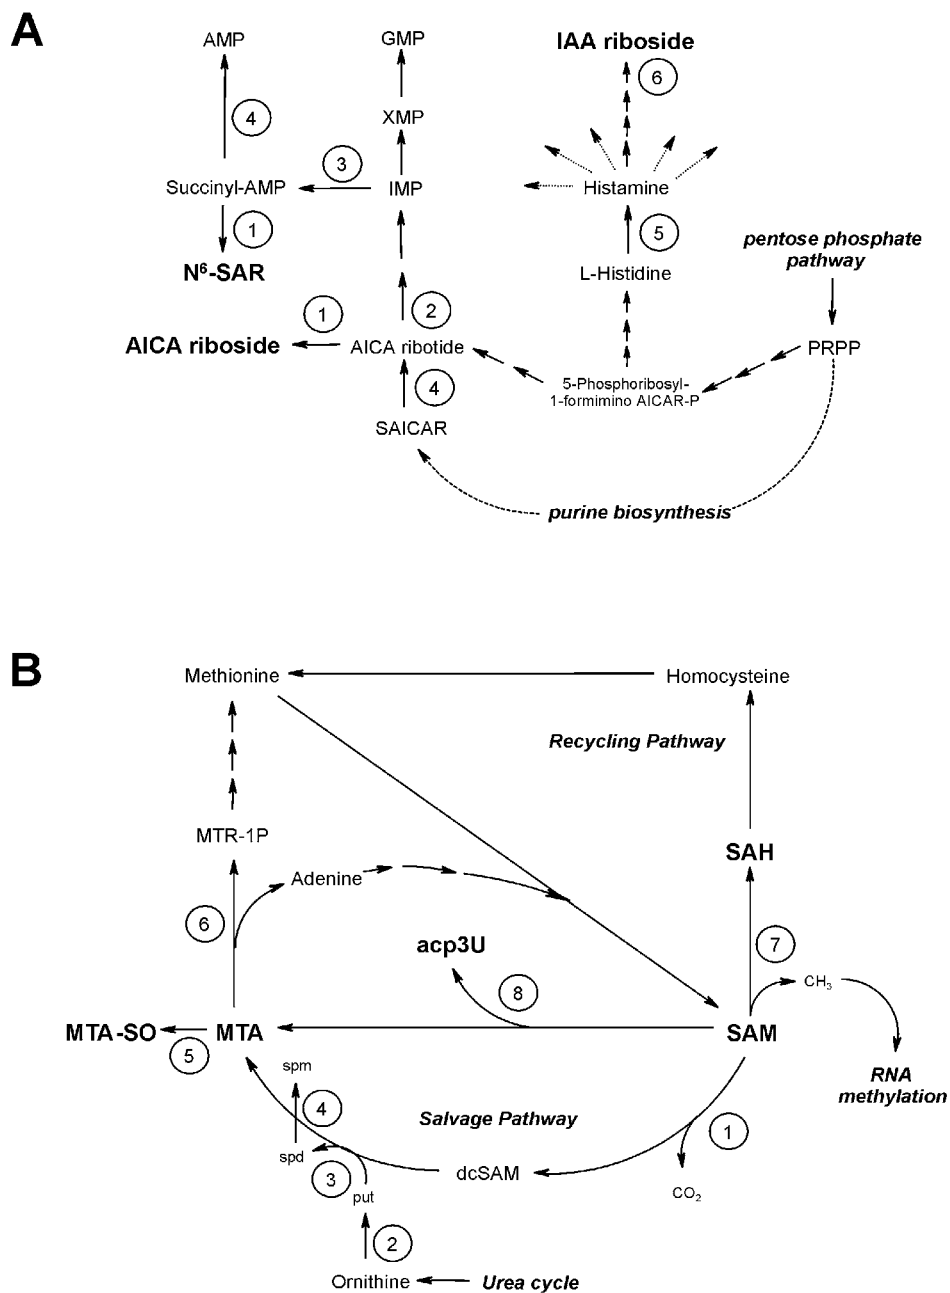 A
AMP
GMP
IAA riboside
6
4
XMP
3
Succinyl-AMP
IMP
Histamine
1
5
pentose phosphate
pathway
N⁶-SAR
L-Histidine
1
2
AICA riboside
AICA ribotide
PRPP
4
5-Phosphoribosyl-
1-formimino AICAR-P
SAICAR
purine biosynthesis
B
Methionine
Homocysteine
Recycling Pathway
MTR-1P
SAH
Adenine
6
acp3U
7
8
CH₃
MTA-SO
MTA
SAM
5
spm
RNA
methylation
4
Salvage Pathway
1
spd
3
dcSAM
put
CO₂
2
Ornithine
Urea cycle